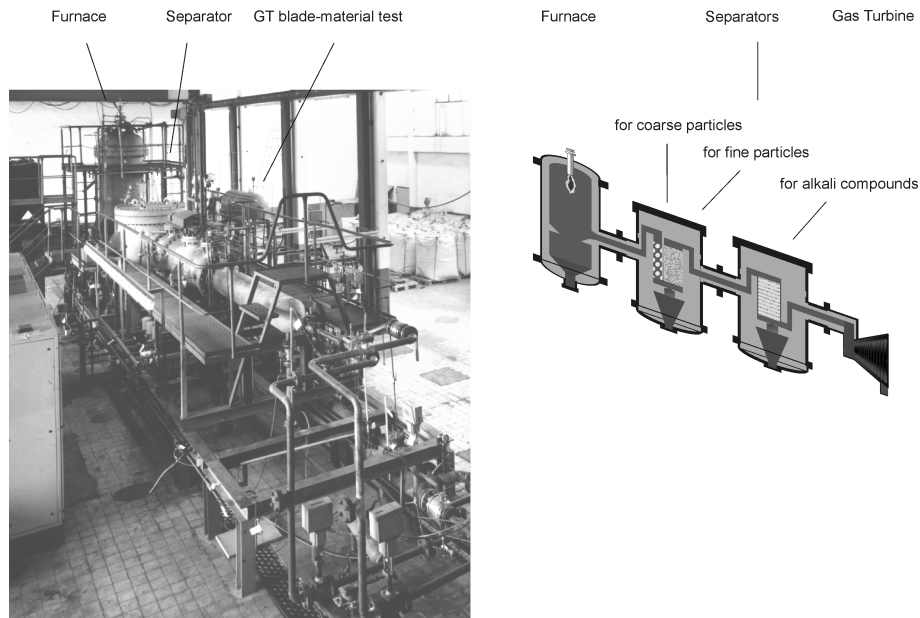 Furnace
Separator
GT blade-material test
Furnace
Separators
Gas Turbine
for coarse particles
for fine particles
for alkali compounds